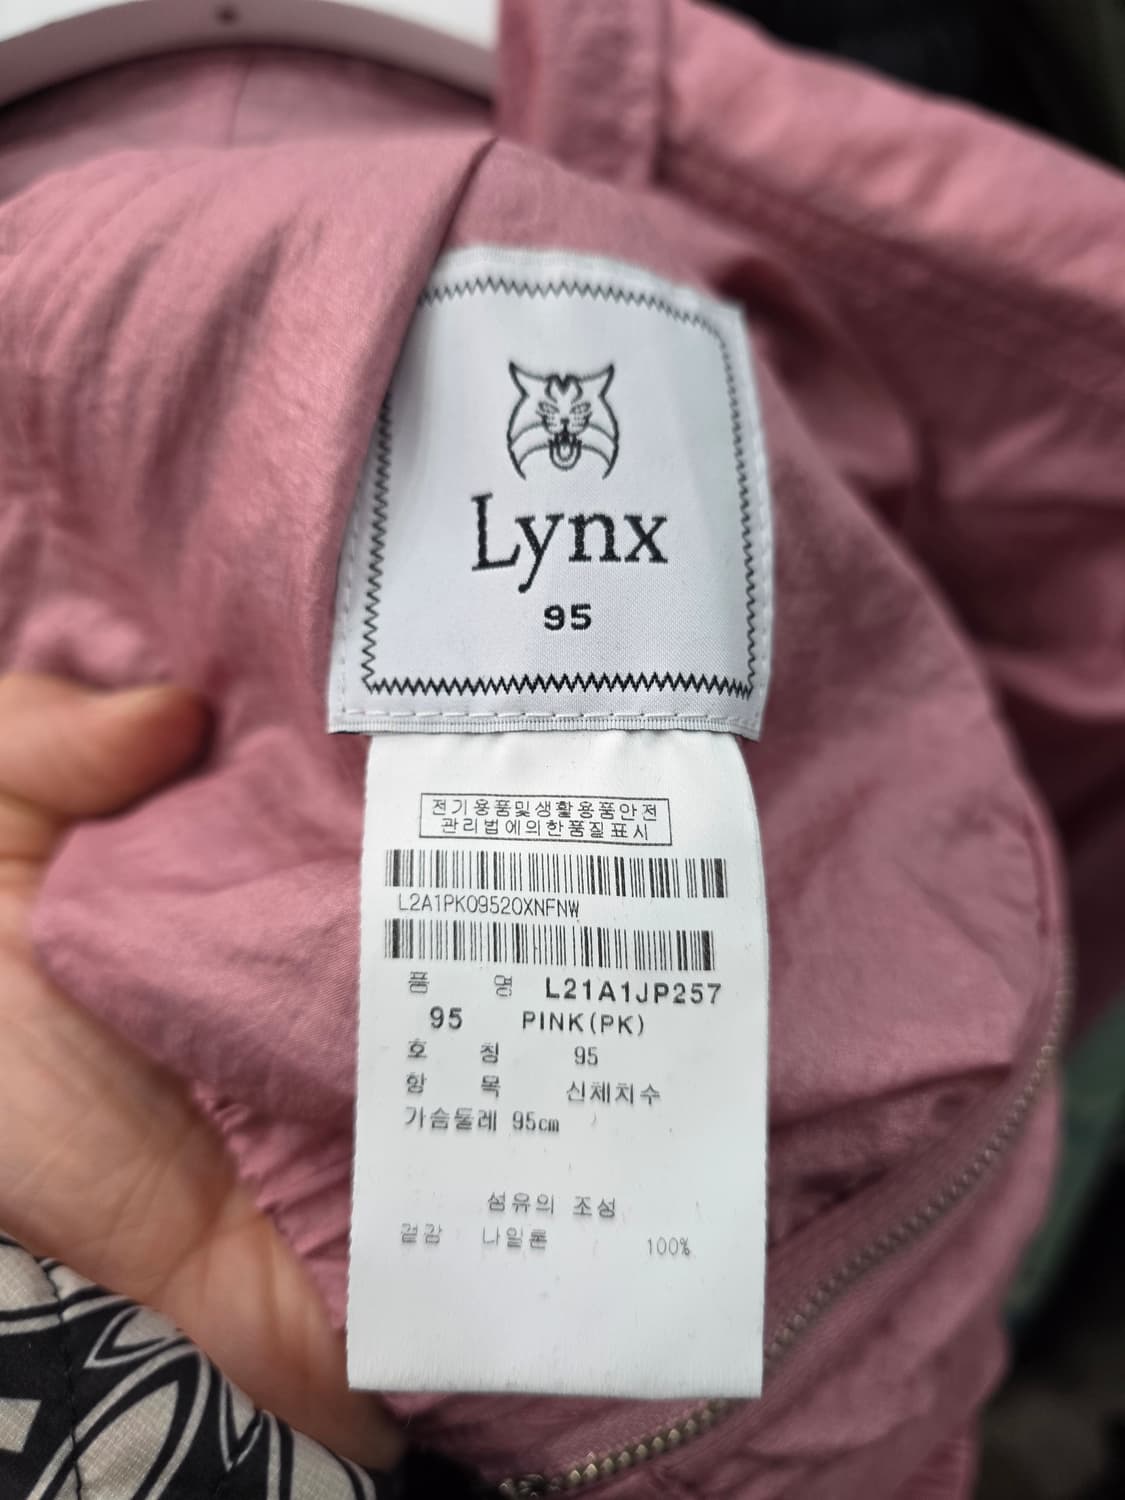 Lynx
95
전기용품및생활용품안전
관리법에의한품질표시
L2A1PK09520XNFNW
품 명 L21A1JP257
95 PINK(PK)
호 칭 95
항 목 신체치수
가슴둘레 95cm
섬유의 조성
겉감 나일론 100%